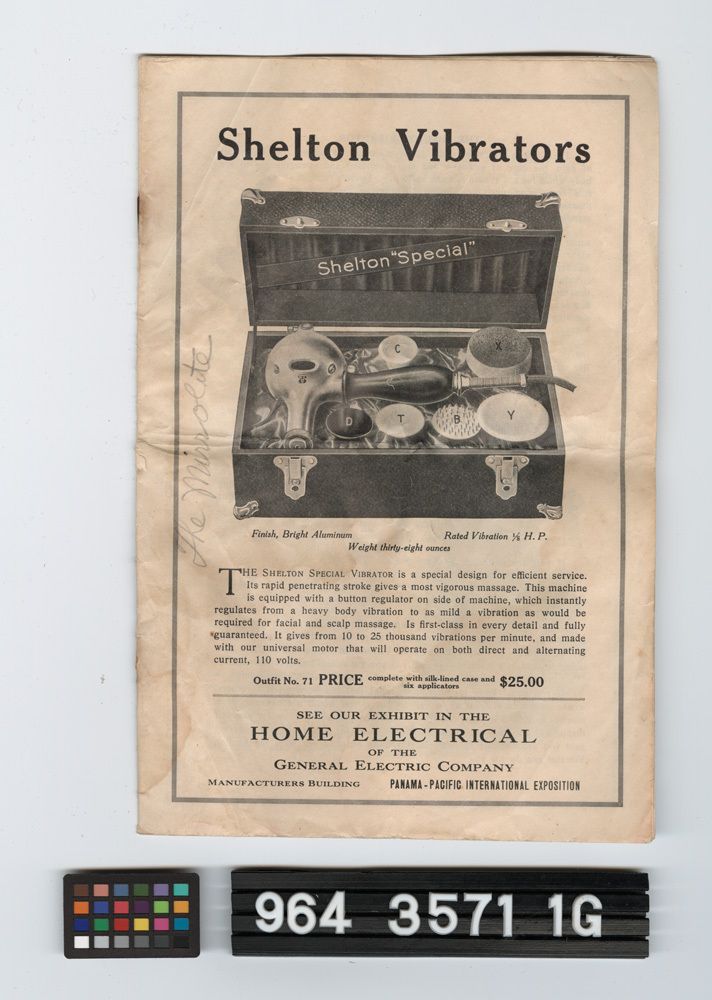 Shelton Vibrators
Shelton "Special"
C
X
D
T
B
Y
The Mirrolite
Finish, Bright Aluminum
Rated Vibration ⅛ H. P.
Weight thirty-eight ounces
THE SHELTON SPECIAL VIBRATOR is a special design for efficient service.
Its rapid penetrating stroke gives a most vigorous massage. This machine
is equipped with a button regulator on side of machine, which instantly
regulates from a heavy body vibration to as mild a vibration as would be
required for facial and scalp massage. Is first-class in every detail and fully
guaranteed. It gives from 10 to 25 thousand vibrations per minute, and made
with our universal motor that will operate on both direct and alternating
current, 110 volts.
Outfit No. 71 PRICE complete with silk-lined case and six applicators $25.00
SEE OUR EXHIBIT IN THE
HOME ELECTRICAL
OF THE
GENERAL ELECTRIC COMPANY
MANUFACTURERS BUILDING PANAMA-PACIFIC INTERNATIONAL EXPOSITION
964 3571 1G